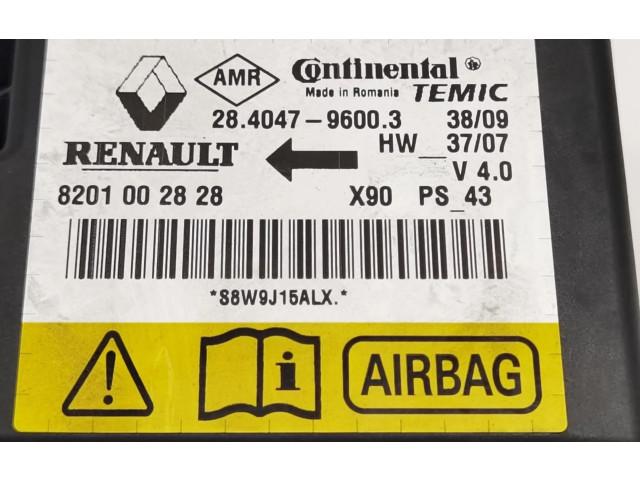 AMR Continental
Made in Romania TEMIC
28.4047-9600.3 38/09
RENAULT HW_37/07
V 4.0
8201 00 28 28 X90 PS_43
*S8W9J15ALX.*
i AIRBAG